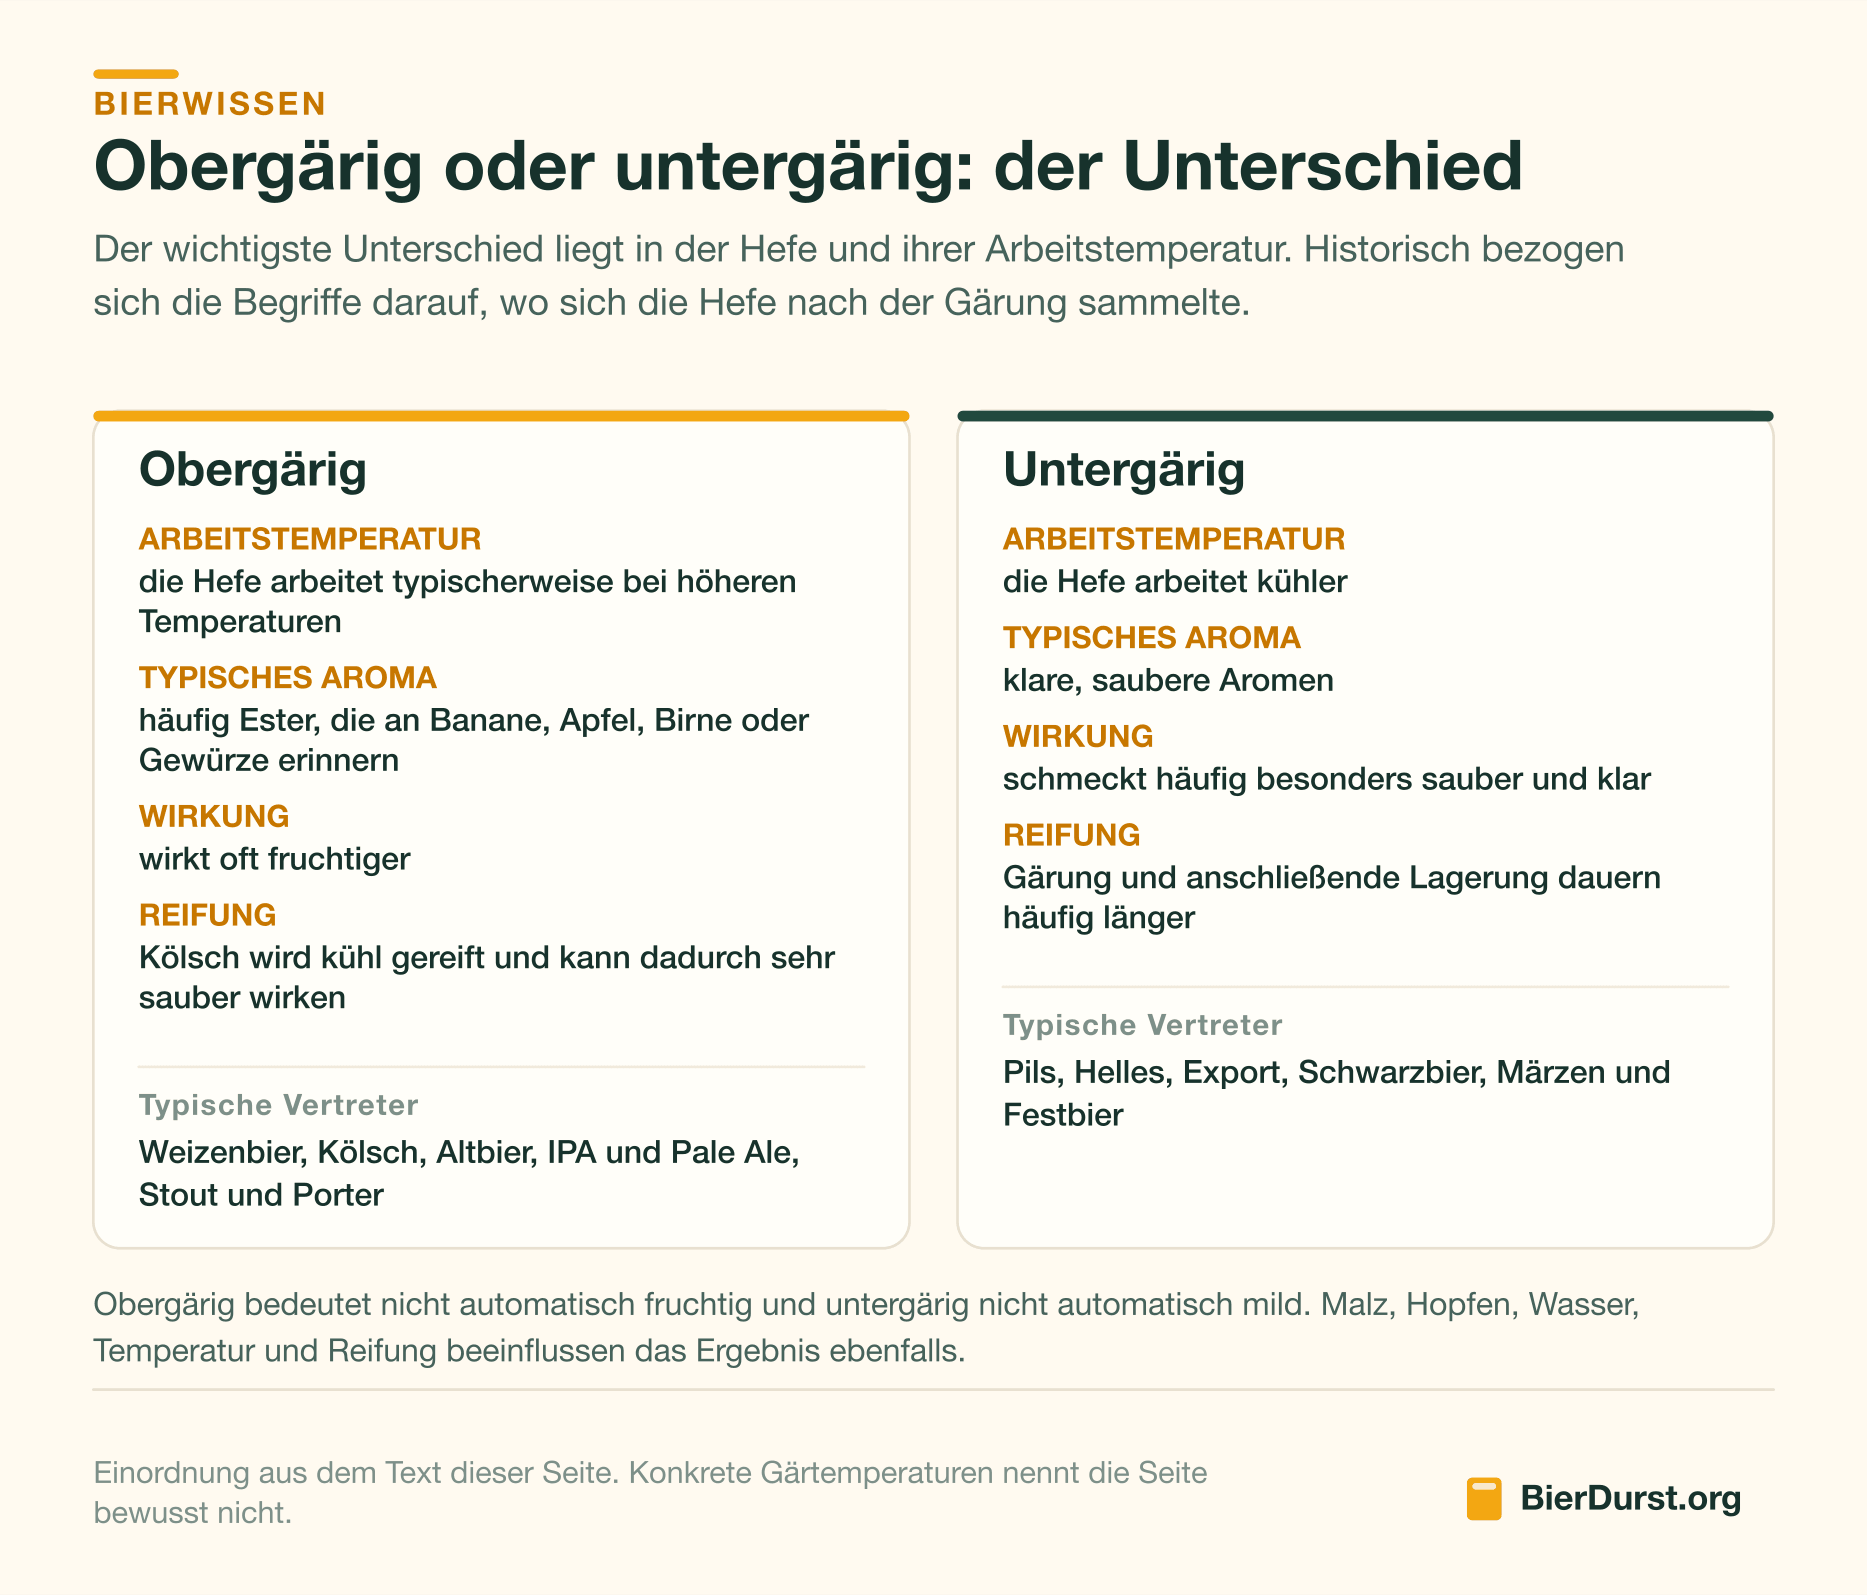 BIERWISSEN
Obergärig oder untergärig: der Unterschied
Der wichtigste Unterschied liegt in der Hefe und ihrer Arbeitstemperatur. Historisch bezogen
sich die Begriffe darauf, wo sich die Hefe nach der Gärung sammelte.
Obergärig
ARBEITSTEMPERATUR
die Hefe arbeitet typischerweise bei höheren
Temperaturen
TYPISCHES AROMA
häufig Ester, die an Banane, Apfel, Birne oder
Gewürze erinnern
WIRKUNG
wirkt oft fruchtiger
REIFUNG
Kölsch wird kühl gereift und kann dadurch sehr
sauber wirken
Typische Vertreter
Weizenbier, Kölsch, Altbier, IPA und Pale Ale,
Stout und Porter
Untergärig
ARBEITSTEMPERATUR
die Hefe arbeitet kühler
TYPISCHES AROMA
klare, saubere Aromen
WIRKUNG
schmeckt häufig besonders sauber und klar
REIFUNG
Gärung und anschließende Lagerung dauern
häufig länger
Typische Vertreter
Pils, Helles, Export, Schwarzbier, Märzen und
Festbier
Obergärig bedeutet nicht automatisch fruchtig und untergärig nicht automatisch mild. Malz, Hopfen, Wasser,
Temperatur und Reifung beeinflussen das Ergebnis ebenfalls.
Einordnung aus dem Text dieser Seite. Konkrete Gärtemperaturen nennt die Seite
bewusst nicht.
BierDurst.org